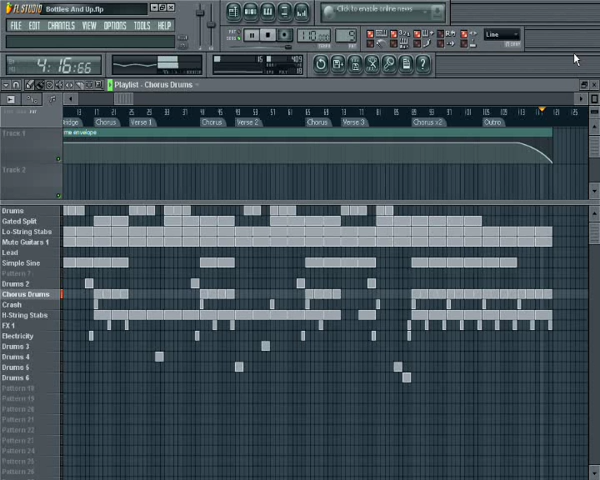 FL STUDIO Bottles And Up.flp
Click to enable online news
FILE EDIT CHANNELS VIEW OPTIONS TOOLS HELP
Line
4:16:66
Playlist - Chorus Drums
Chorus Verse 1 Chorus Verse 2 Chorus Verse 3 Chorus x2 Outro
Track 1
me envelope
Track 2
Drums
Gated Split
Lo-String Stabs
Mute Guitars 1
Lead
Simple Sine
Pattern 7
Drums 2
Chorus Drums
Crash
H-String Stabs
FX 1
Electricity
Drums 3
Drums 4
Drums 5
Drums 6
Pattern 18
Pattern 19
Pattern 20
Pattern 21
Pattern 22
Pattern 23
Pattern 24
Pattern 25
Pattern 26